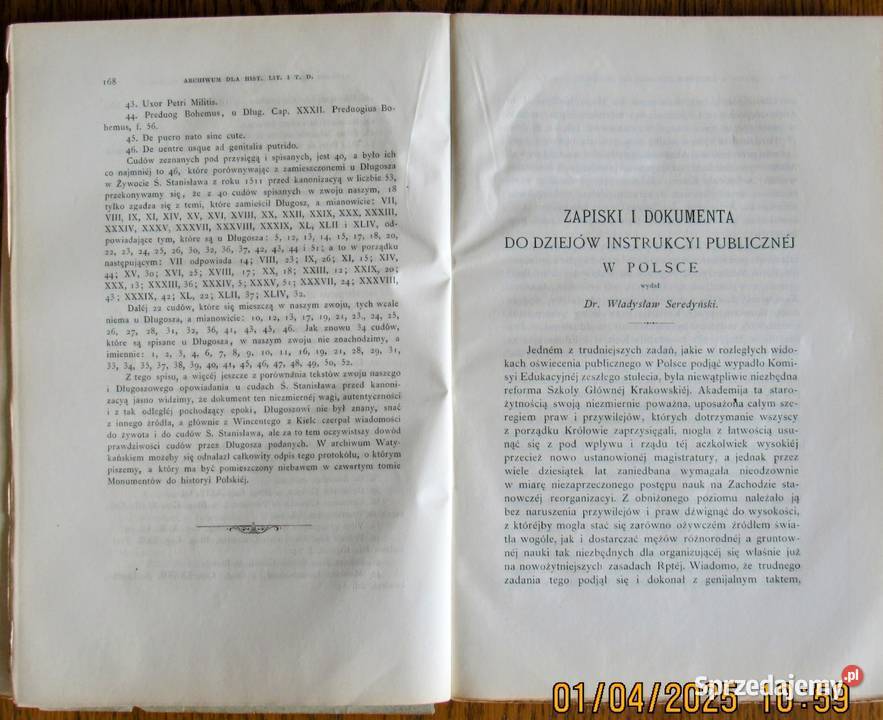 168
ARCHIWUM DLA HIST. LIT. I T. D.
43. Uxor Petri Militis.
44. Preduog Bohemus, u Dług. Cap. XXXII. Preduogius Bo-
hemus, f. 56.
45. De puero nato sine cute.
46. De uentre usque ad genitalia putrido.
Cudów zeznanych pod przysięgą i spisanych, jest 40, a było ich
co najmniéj to 46, które porównywając z zamieszczonemi u Długosza
w Żywocie Ś. Stanisława z roku 1511 przed kanonizacyą w liczbie 53,
przekonywamy się, że z 40 cudów spisanych w zwoju naszym, 18
tylko zgadza się z temi, które zamieścił Długosz, a mianowicie: VII,
VIII, IX, XI, XIV, XV, XVI, XVIII, XX, XXII, XXIX, XXX, XXXIII,
XXXIV, XXXV, XXXVII, XXXVIII, XXXIX, XL, XLII i XLIV, od-
powiadające tym, które są u Długosza: 5, 12, 13, 14, 15, 17, 18, 20,
22, 23, 24, 25, 26, 30, 32, 36, 37, 42, 43, 44 i 51; a to w porządku
następującym: VII odpowiada 14; VIII, 23; IX, 26; XI, 15; XIV,
44; XV, 30; XVI, 25; XVIII, 17; XX, 18; XXIII, 12; XXIX, 20;
XXX, 13; XXXIII, 36; XXXIV, 5; XXXV, 51; XXXVII, 24; XXXVIII,
43; XXXIX, 42; XL, 22; XLII, 37; XLIV, 32.
Daléj 22 cudów, które się mieszczą w naszym zwoju, tych wcale
niema u Długosza, a mianowicie: 10, 12, 13, 17, 19, 21, 23, 24, 25,
26, 27, 28, 31, 32, 36, 41, 43, 45, 46. Jak znowu 34 cudów,
które są spisane u Długosza, w naszym zwoju nie znachodzimy, a
imiennie: 1, 2, 3, 4, 6, 7, 8, 9, 10, 11, 16, 19, 21, 28, 29, 31,
33, 34, 35, 37, 38, 39, 40, 41, 45, 46, 47, 48, 49, 50, 52.
Z tego spisu, a więcéj jeszcze z porównania tekstów zwoju naszego
i Długoszowego opowiadania u cudach Ś. Stanisława przed kanoni-
zacyą jasno widzimy, że dokument ten niezmiernéj wagi, autentyczności
i z tak odległéj pochodzący epoki, Długoszowi nie był znany, snać
z innego źródła, a głównie z Wincentego z Kielc czerpał wiadomości
do żywota i do cudów Ś. Stanisława, ale za to tem oczywistszy dowód
prawdziwości cudów przez Długosza podanych. W archiwum Waty-
kańskiem możeby się odnalazł całkowity odpis tego protokółu, o którym
piszemy, a który ma być pomieszczony niebawem w czwartym tomie
Monumentów do historyi Polskiéj.
ZAPISKI I DOKUMENTA
DO DZIEJÓW INSTRUKCYI PUBLICZNÉJ
W POLSCE
wydał
Dr. Władysław Seredyński.
Jedném z trudniejszych zadań, jakie w rozległych wido-
kach oświecenia publicznego w Polsce podjąć wypadło Komi-
syi Edukacyjnéj zeszłego stulecia, była niewątpliwie niezbędna
reforma Szkoły Głównéj Krakowskiéj. Akademija ta staro-
żytnością swoją niezmiernie poważna, uposażona całym sze-
regiem praw i przywilejów, których dotrzymanie wszyscy
z porządku Królowie zaprzysięgali, mogła z łatwością usu-
nąć się z pod wpływu i rządu téj aczkolwiek wysokiéj
przecież nowo ustanowionéj magistratury, a jednak przez
wiele dziesiątek lat zaniedbana wymagała nieodzownie
w miarę niezaprzeczonego postępu nauk na Zachodzie sta-
nowczéj reorganizacyi. Z obniżonego poziomu należało ją
bez naruszenia przywilejów i praw dźwignąć do wysokości,
z któréjby mogła stać się zarówno ożywczém źródłem świa-
tła wogóle, jak i dostarczać mężów różnorodnéj a gruntow-
néj nauki tak niezbędnych dla organizującéj się właśnie już
na nowożytniejszych zasadach Rptéj. Wiadomo, że trudnego
zadania tego podjął się i dokonał z genijalnym taktem,
Sprzedajemy.pl
01/04/2025 10:59